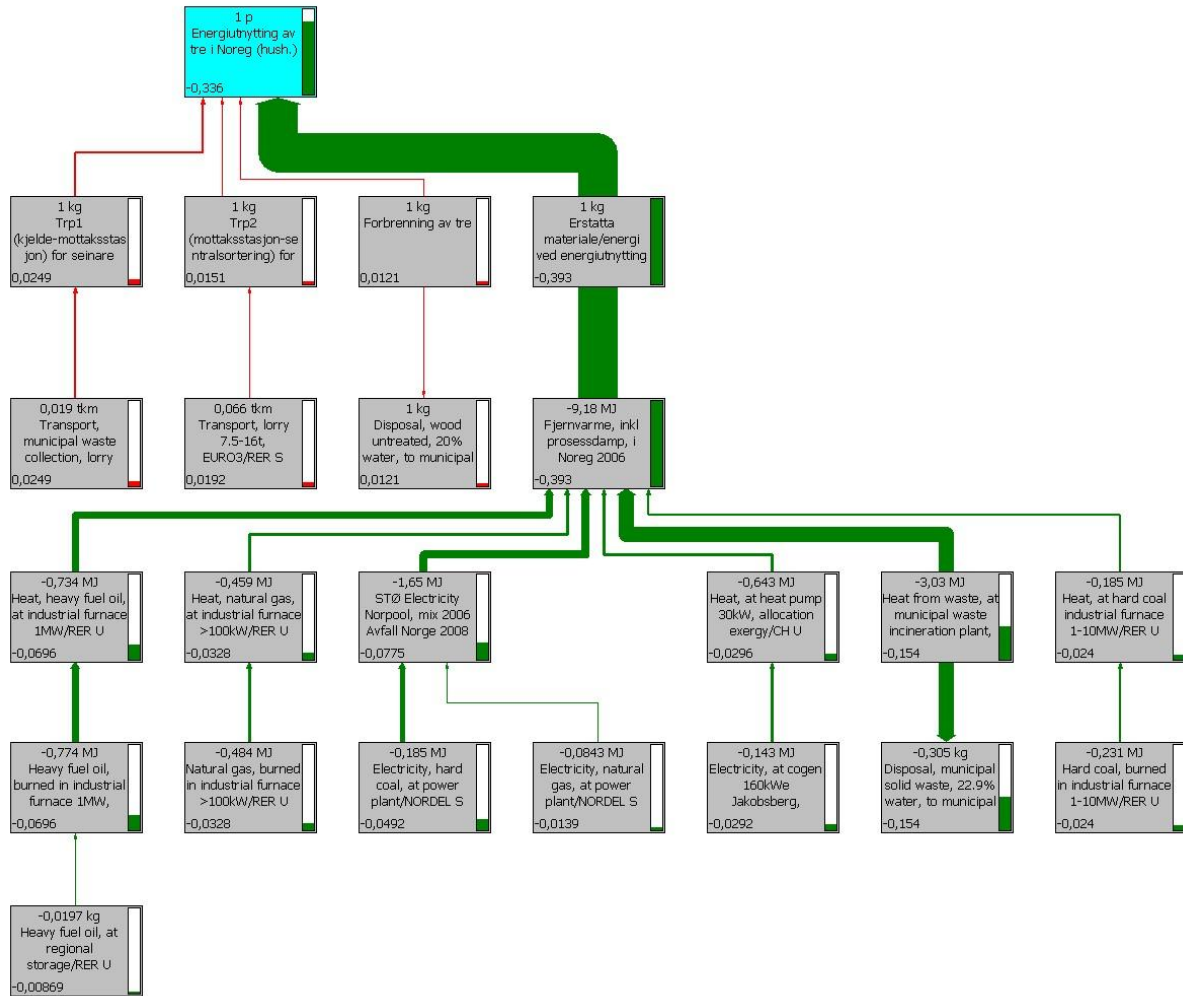 1 p
Energiutnytting av
tre i Noreg (hush.)
-0,336
1 kg
Trp1
(kjelde-mottaksstas
jon) for seinare
0,0249
1 kg
Trp2
(mottaksstasjon-se
ntralsortering) for
0,0151
1 kg
Forbrenning av tre
0,0121
1 kg
Erstatta
materiale/energi
ved energiutnytting
-0,393
0,019 tkm
Transport,
municipal waste
collection, lorry
0,0249
0,066 tkm
Transport, lorry
7.5-16t,
EURO3/RER S
0,0192
1 kg
Disposal, wood
untreated, 20%
water, to municipal
0,0121
-9,18 MJ
Fjernvarme, inkl
prosessdamp, i
Noreg 2006
-0,393
-0,734 MJ
Heat, heavy fuel oil,
at industrial furnace
1MW/RER U
-0,0696
-0,459 MJ
Heat, natural gas,
at industrial furnace
>100kW/RER U
-0,0328
-1,65 MJ
STØ Electricity
Norpool, mix 2006
Avfall Norge 2008
-0,0775
-0,643 MJ
Heat, at heat pump
30kW, allocation
exergy/CH U
-0,0296
-3,03 MJ
Heat from waste, at
municipal waste
incineration plant,
-0,154
-0,185 MJ
Heat, at hard coal
industrial furnace
1-10MW/RER U
-0,024
-0,774 MJ
Heavy fuel oil,
burned in industrial
furnace 1MW,
-0,0696
-0,484 MJ
Natural gas, burned
in industrial furnace
>100kW/RER U
-0,0328
-0,185 MJ
Electricity, hard
coal, at power
plant/NORDEL S
-0,0492
-0,0843 MJ
Electricity, natural
gas, at power
plant/NORDEL S
-0,0139
-0,143 MJ
Electricity, at cogen
160kWe
Jakobsberg,
-0,0292
-0,305 kg
Disposal, municipal
solid waste, 22.9%
water, to municipal
-0,154
-0,231 MJ
Hard coal, burned
in industrial furnace
1-10MW/RER U
-0,024
-0,0197 kg
Heavy fuel oil, at
regional
storage/RER U
-0,00869